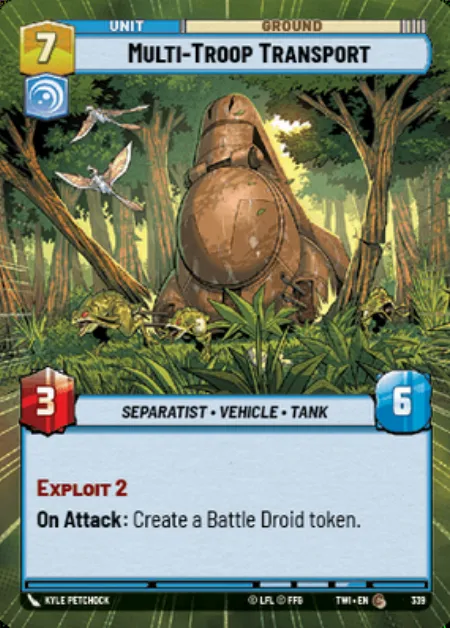 UNIT
GROUND
7
MULTI-TROOP TRANSPORT
3
SEPARATIST • VEHICLE • TANK
6
EXPLOIT 2
On Attack: Create a Battle Droid token.
KYLE PETCHOCK
© LFL © FFG
TWI • EN
C
339